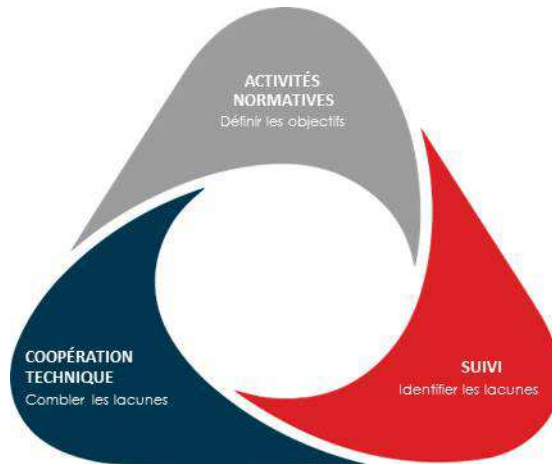 ACTIVITÉS
NORMATIVES
Définir les objectifs
COOPÉRATION
TECHNIQUE
Combler les lacunes
SUIVI
Identifier les lacunes